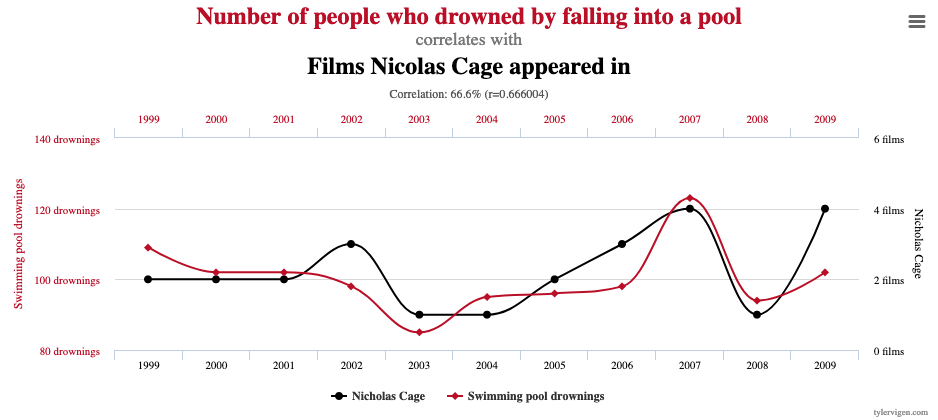 Number of people who drowned by falling into a pool
correlates with
Films Nicolas Cage appeared in
Correlation: 66.6% (r=0.666004)
1999 2000 2001 2002 2003 2004 2005 2006 2007 2008 2009
140 drownings 6 films
120 drownings 4 films
100 drownings 2 films
80 drownings 0 films
Swimming pool drownings
Nicholas Cage
1999 2000 2001 2002 2003 2004 2005 2006 2007 2008 2009
Nicholas Cage Swimming pool drownings
tylervigen.com